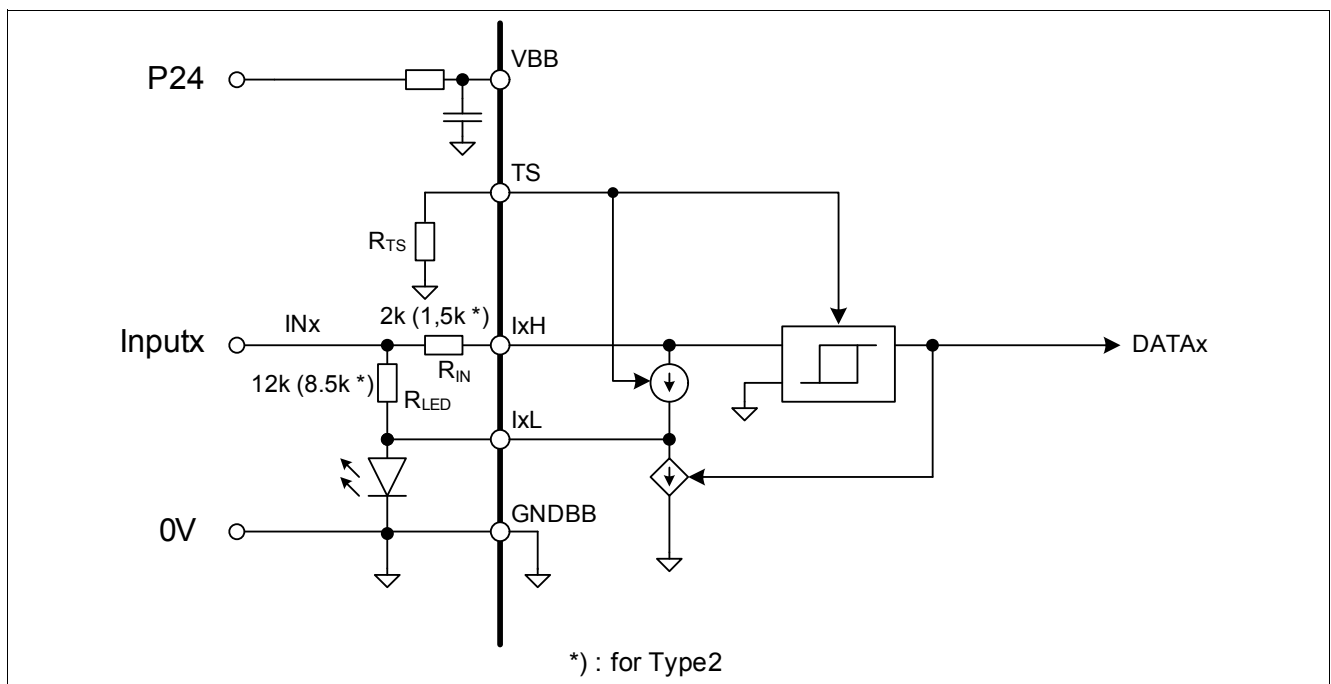 VBB
P24
TS
RTS
2k (1,5k *)
IxH
INx
Inputx
DATAx
RIN
12k (8.5k *)
RLED
IxL
GNDBB
0V
*) : for Type2